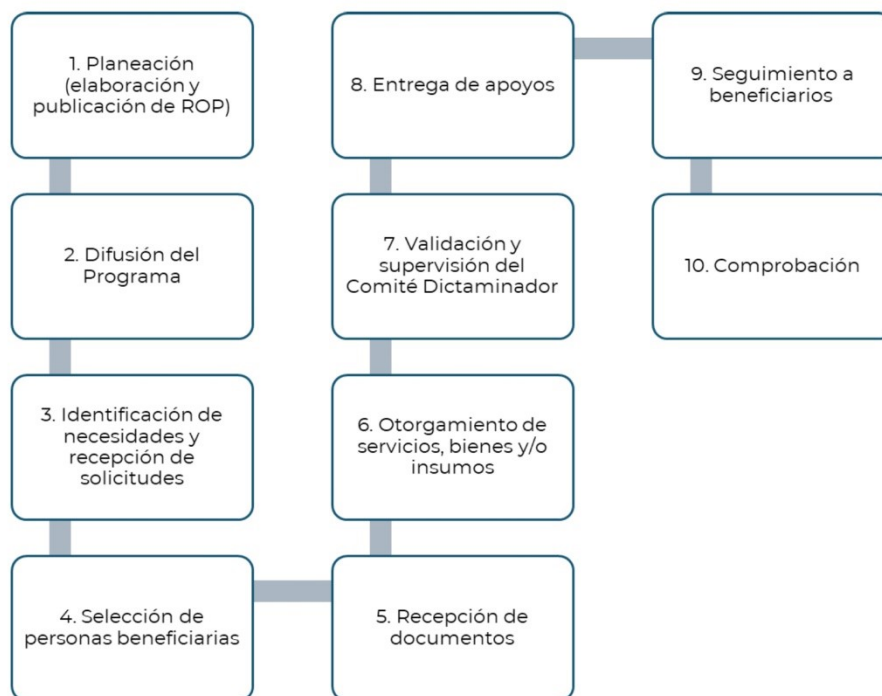 1. Planeación
(elaboración y
publicación de ROP)
2. Difusión del
Programa
3. Identificación de
necesidades y
recepción de
solicitudes
4. Selección de
personas beneficiarias
5. Recepción de
documentos
6. Otorgamiento de
servicios, bienes y/o
insumos
7. Validación y
supervisión del
Comité Dictaminador
8. Entrega de apoyos
9. Seguimiento a
beneficiarios
10. Comprobación